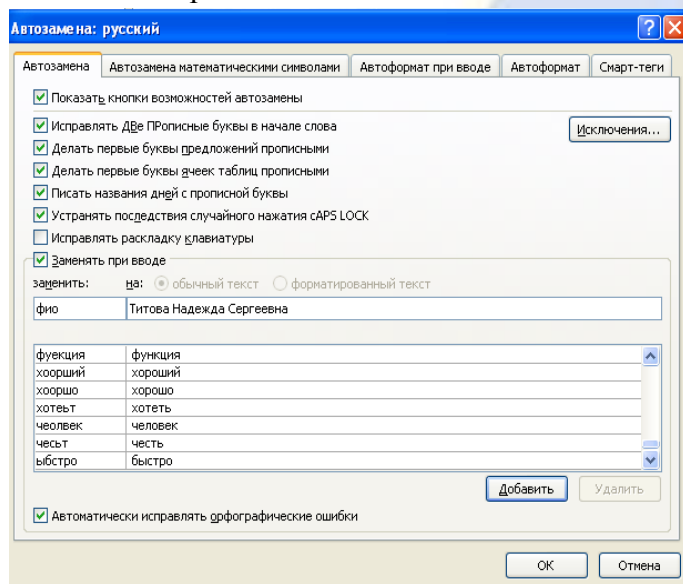 Автозамена: русский
Автозамена Автозамена математическими символами Автоформат при вводе Автоформат Смарт-теги
Показать кнопки возможностей автозамены
Исправлять ДВе ПРописные буквы в начале слова
Исключения...
Делать первые буквы предложений прописными
Делать первые буквы ячеек таблиц прописными
Писать названия дней с прописной буквы
Устранять последствия случайного нажатия cAPS LOCK
Исправлять раскладку клавиатуры
Заменять при вводе
заменить: на: обычный текст форматированный текст
фио Титова Надежда Сергеевна
фуекция функция
хоорший хороший
хооршо хорошо
хотеьт хотеть
чеолвек человек
чесьт честь
ыбстро быстро
Добавить Удалить
Автоматически исправлять орфографические ошибки
ОК Отмена